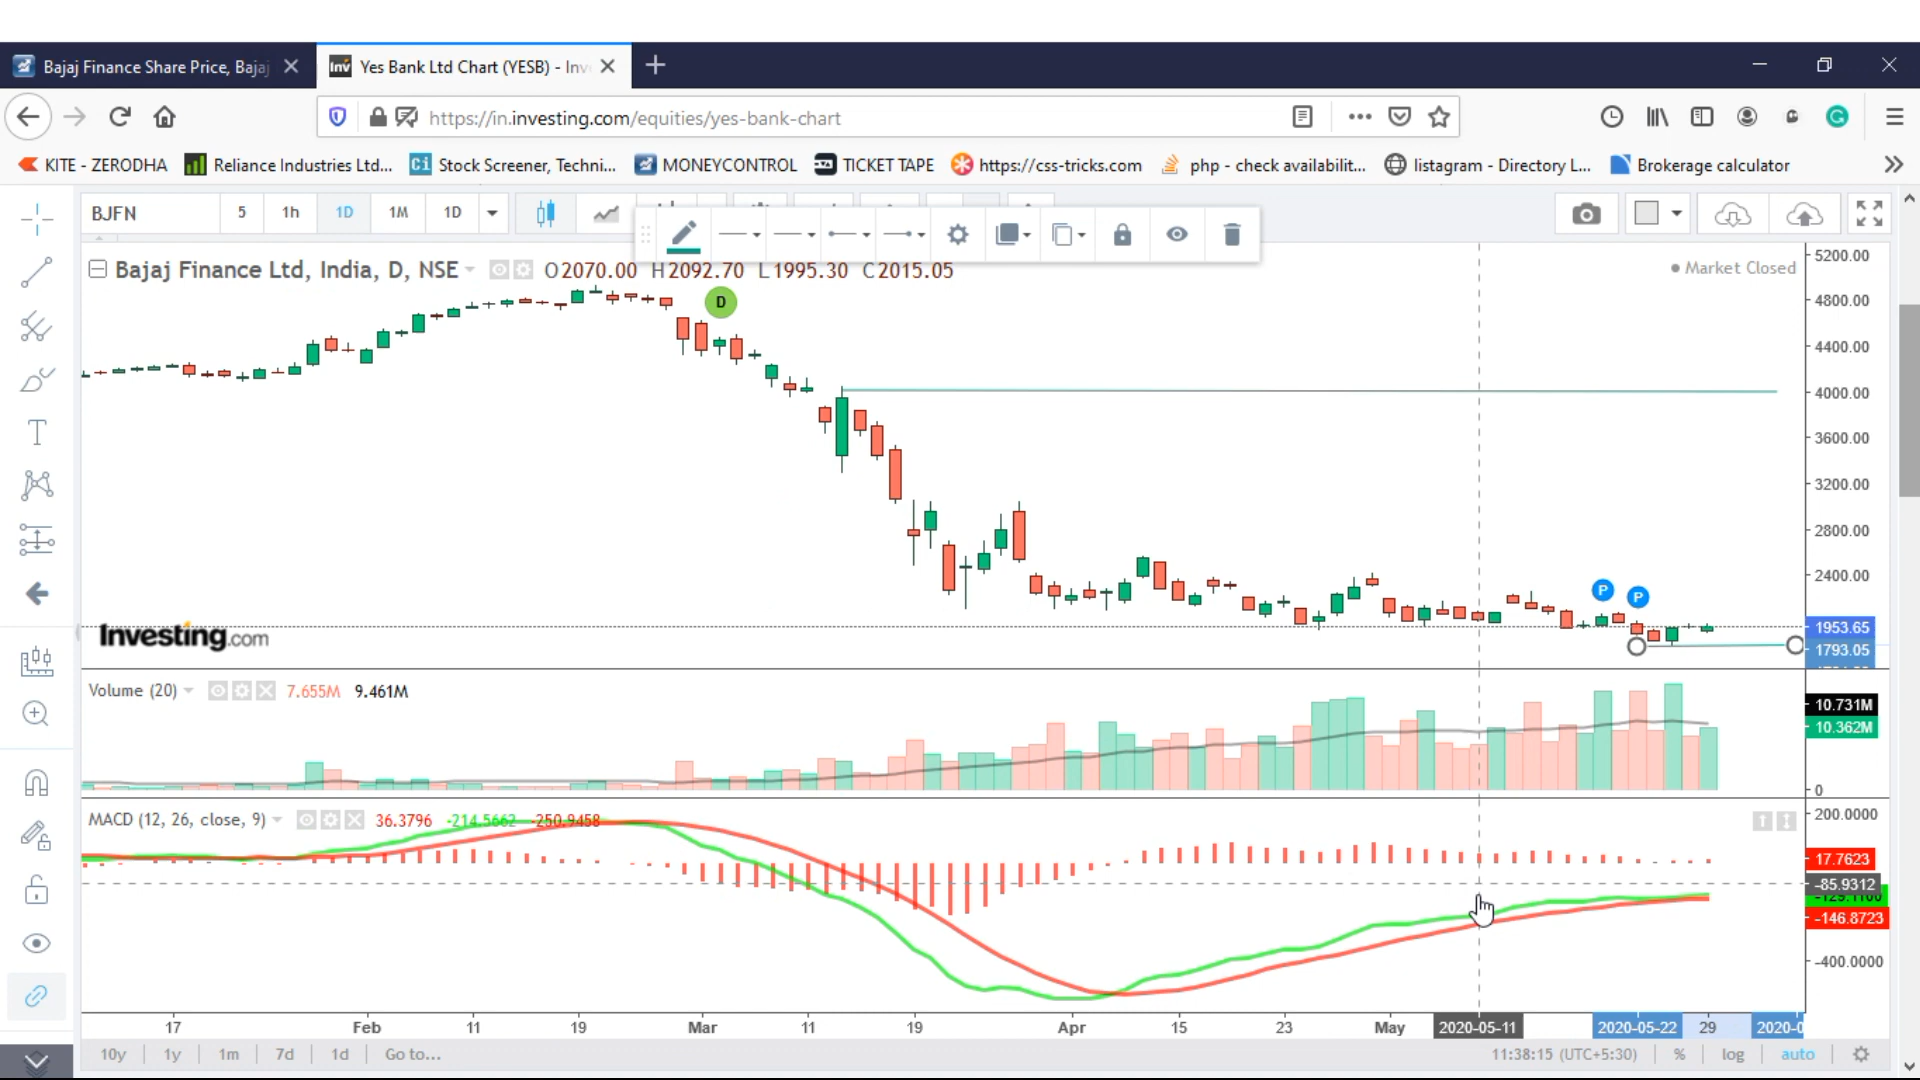 Bajaj Finance Share Price, Bajaj
Yes Bank Ltd Chart (YESB) - Inv
https://in.investing.com/equities/yes-bank-chart
KITE - ZERODHA
Reliance Industries Ltd...
Stock Screener, Techni...
MONEYCONTROL
TICKET TAPE
https://css-tricks.com
php - check availabilit...
listagram - Directory L...
Brokerage calculator
BJFN 5 1h 1D 1M 1D
Bajaj Finance Ltd, India, D, NSE O2070.00 H2092.70 L1995.30 C2015.05
Market Closed
D
P
P
5200.00
4800.00
4400.00
4000.00
3600.00
3200.00
2800.00
2400.00
1953.65
1793.05
Investing.com
Volume (20) 7.655M 9.461M
10.731M
10.362M
0
MACD (12, 26, close, 9) 36.3796 -214.5662 -250.9458
200.0000
17.7623
-85.9312
-146.8723
-400.0000
17 Feb 11 19 Mar 11 19 Apr 15 23 May 2020-05-11 2020-05-22 29 2020-0
10y 1y 1m 7d 1d Go to... 11:38:15 (UTC+5:30) % log auto